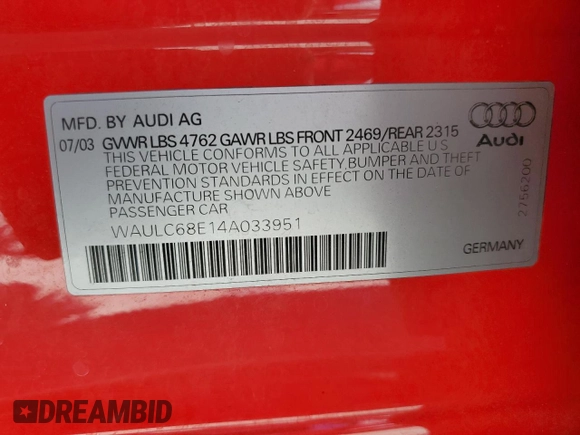 MFD. BY AUDI AG
07/03 GVWR LBS 4762 GAWR LBS FRONT 2469/REAR 2315
THIS VEHICLE CONFORMS TO ALL APPLICABLE U S
FEDERAL MOTOR VEHICLE SAFETY BUMPER AND THEFT
PREVENTION STANDARDS IN EFFECT ON THE DATE OF
MANUFACTURE SHOWN ABOVE
PASSENGER CAR
WAULC68E14A033951
Audi
2756200
GERMANY
DREAMBID